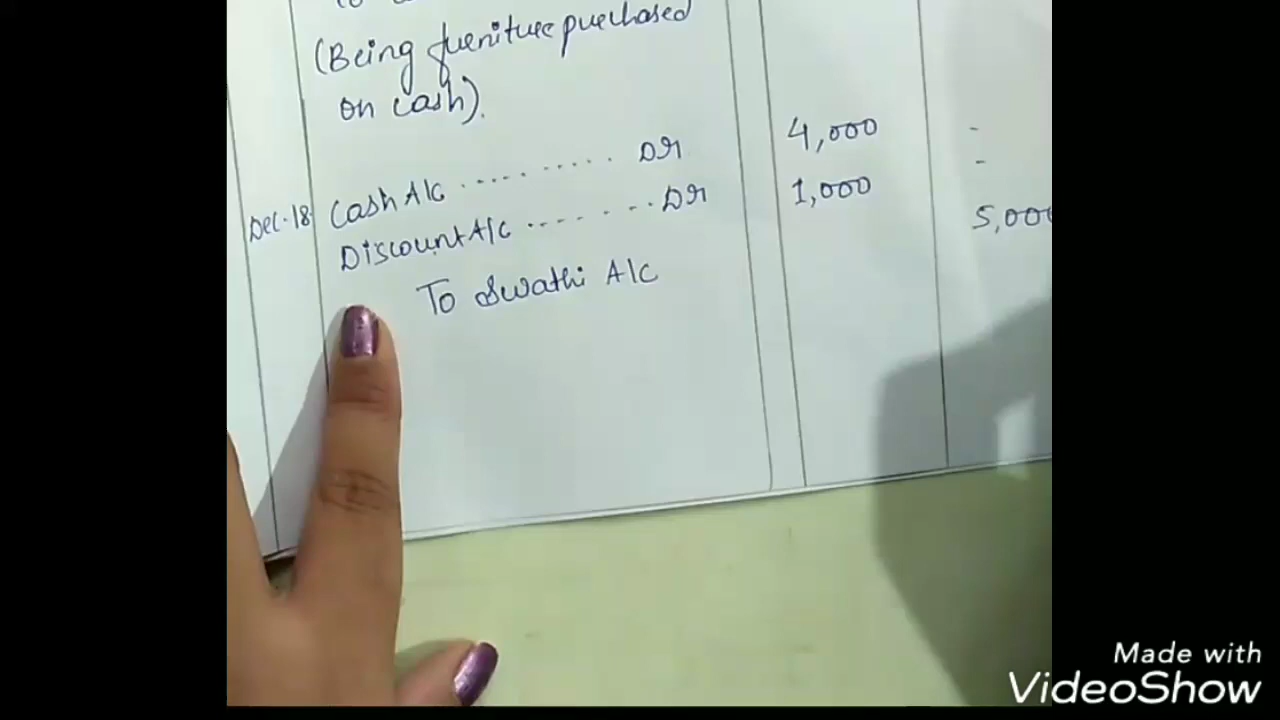 (Being furniture purchased
on cash).
Dec.18 Cash A/c .......... Dr 4,000 -
Discount A/c ....... Dr 1,000 -
To Swathi A/c 5,000
Made with
VideoShow